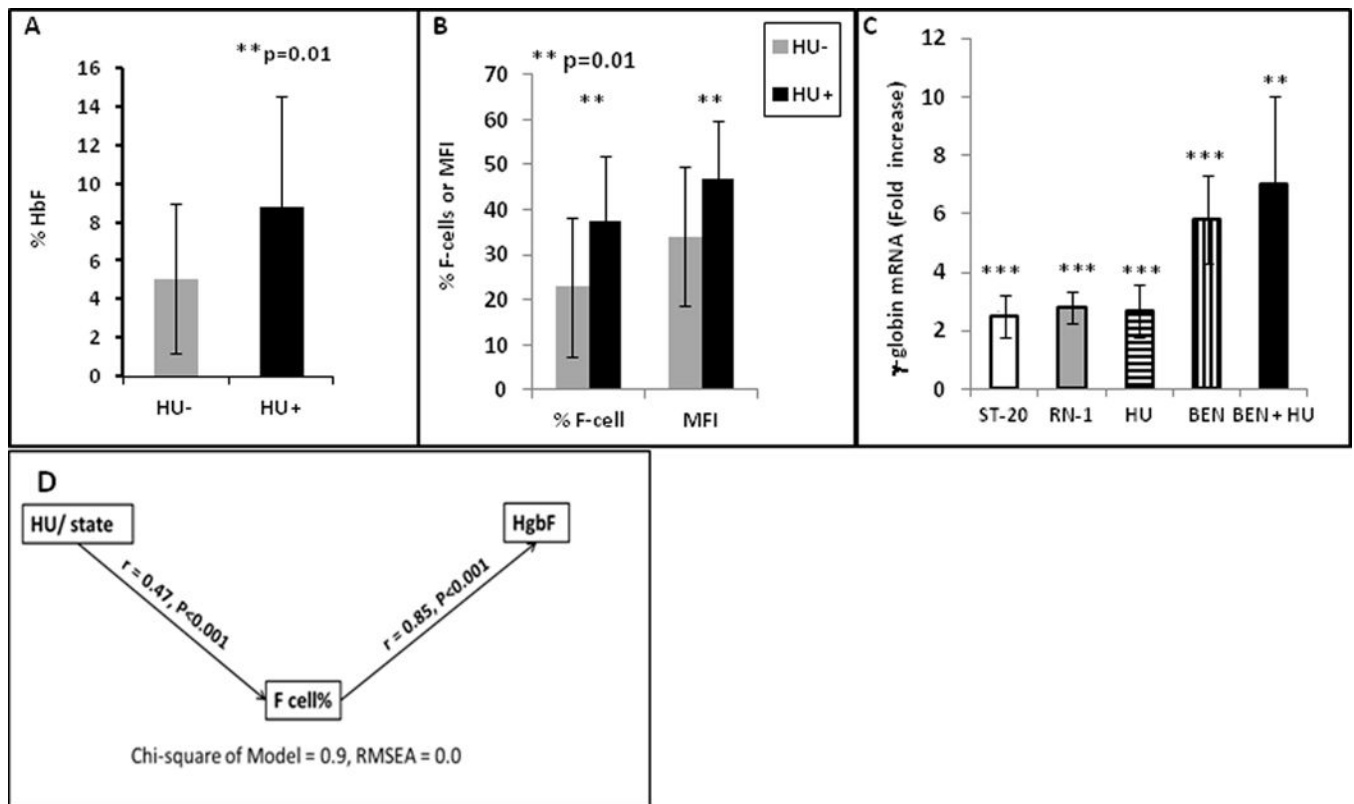 A
**p=0.01
% HbF
16
14
12
10
8
6
4
2
0
HU-
HU+
B
** p=0.01
HU-
HU+
% F-cells or MFI
70
60
50
40
30
20
10
0
**
**
% F-cell
MFI
C
γ-globin mRNA (Fold increase)
12
10
8
6
4
2
0
***
***
***
***
**
ST-20
RN-1
HU
BEN
BEN + HU
D
HU/ state
HgbF
r = 0.47, P<0.001
r = 0.85, P<0.001
F cell%
Chi-square of Model = 0.9, RMSEA = 0.0